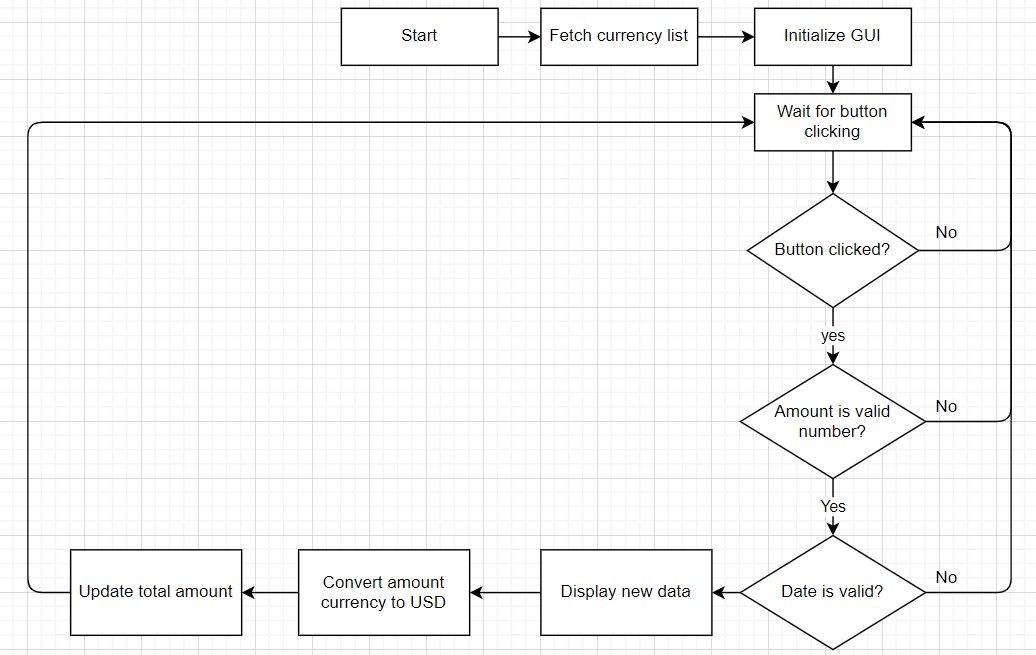 Start
Fetch currency list
Initialize GUI
Wait for button
clicking
Button clicked?
No
yes
Amount is valid
number?
No
Yes
Update total amount
Convert amount
currency to USD
Display new data
Date is valid?
No